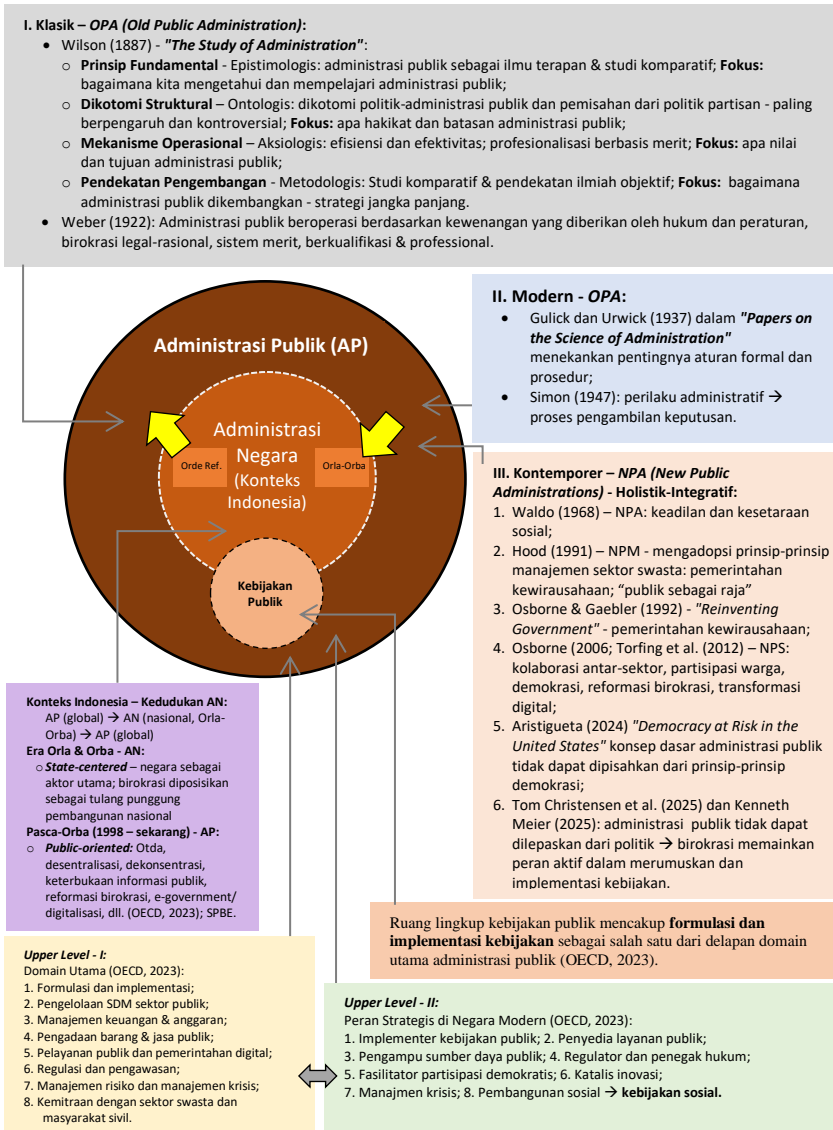 I. Klasik – OPA (Old Public Administration):
• Wilson (1887) - "The Study of Administration":
o Prinsip Fundamental - Epistimologis: administrasi publik sebagai ilmu terapan & studi komparatif; Fokus:
bagaimana kita mengetahui dan mempelajari administrasi publik;
o Dikotomi Struktural – Ontologis: dikotomi politik-administrasi publik dan pemisahan dari politik partisan - paling
berpengaruh dan kontroversial; Fokus: apa hakikat dan batasan administrasi publik;
o Mekanisme Operasional – Aksiologis: efisiensi dan efektivitas; profesionalisasi berbasis merit; Fokus: apa nilai
dan tujuan administrasi publik;
o Pendekatan Pengembangan - Metodologis: Studi komparatif & pendekatan ilmiah objektif; Fokus: bagaimana
administrasi publik dikembangkan - strategi jangka panjang.
• Weber (1922): Administrasi publik beroperasi berdasarkan kewenangan yang diberikan oleh hukum dan peraturan,
birokrasi legal-rasional, sistem merit, berkualifikasi & professional.
Administrasi Publik (AP)
Administrasi
Negara
(Konteks
Indonesia)
Orde Ref.
Orla-Orba
Kebijakan
Publik
II. Modern - OPA:
• Gulick dan Urwick (1937) dalam "Papers on
the Science of Administration"
menekankan pentingnya aturan formal dan
prosedur;
• Simon (1947): perilaku administratif →
proses pengambilan keputusan.
III. Kontemporer – NPA (New Public
Administrations) - Holistik-Integratif:
1. Waldo (1968) – NPA: keadilan dan kesetaraan
sosial;
2. Hood (1991) – NPM - mengadopsi prinsip-prinsip
manajemen sektor swasta: pemerintahan
kewirausahaan; “publik sebagai raja”
3. Osborne & Gaebler (1992) - "Reinventing
Government" - pemerintahan kewirausahaan;
4. Osborne (2006; Torfing et al. (2012) – NPS:
kolaborasi antar-sektor, partisipasi warga,
demokrasi, reformasi birokrasi, transformasi
digital;
5. Aristigueta (2024) "Democracy at Risk in the
United States" konsep dasar administrasi publik
tidak dapat dipisahkan dari prinsip-prinsip
demokrasi;
6. Tom Christensen et al. (2025) dan Kenneth
Meier (2025): administrasi publik tidak dapat
dilepaskan dari politik → birokrasi memainkan
peran aktif dalam merumuskan dan
implementasi kebijakan.
Konteks Indonesia – Kedudukan AN:
AP (global) → AN (nasional, Orla-
Orba) → AP (global)
Era Orla & Orba - AN:
o State-centered – negara sebagai
aktor utama; birokrasi diposisikan
sebagai tulang punggung
pembangunan nasional
Pasca-Orba (1998 – sekarang) - AP:
o Public-oriented: Otda,
desentralisasi, dekonsentrasi,
keterbukaan informasi publik,
reformasi birokrasi, e-government/
digitalisasi, dll. (OECD, 2023); SPBE.
Ruang lingkup kebijakan publik mencakup formulasi dan
implementasi kebijakan sebagai salah satu dari delapan domain
utama administrasi publik (OECD, 2023).
Upper Level - I:
Domain Utama (OECD, 2023):
1. Formulasi dan implementasi;
2. Pengelolaan SDM sektor publik;
3. Manajemen keuangan & anggaran;
4. Pengadaan barang & jasa publik;
5. Pelayanan publik dan pemerintahan digital;
6. Regulasi dan pengawasan;
7. Manajemen risiko dan manajemen krisis;
8. Kemitraan dengan sektor swasta dan
masyarakat sivil.
Upper Level - II:
Peran Strategis di Negara Modern (OECD, 2023):
1. Implementer kebijakan publik; 2. Penyedia layanan publik;
3. Pengampu sumber daya publik; 4. Regulator dan penegak hukum;
5. Fasilitator partisipasi demokratis; 6. Katalis inovasi;
7. Manajmen krisis; 8. Pembangunan sosial → kebijakan sosial.